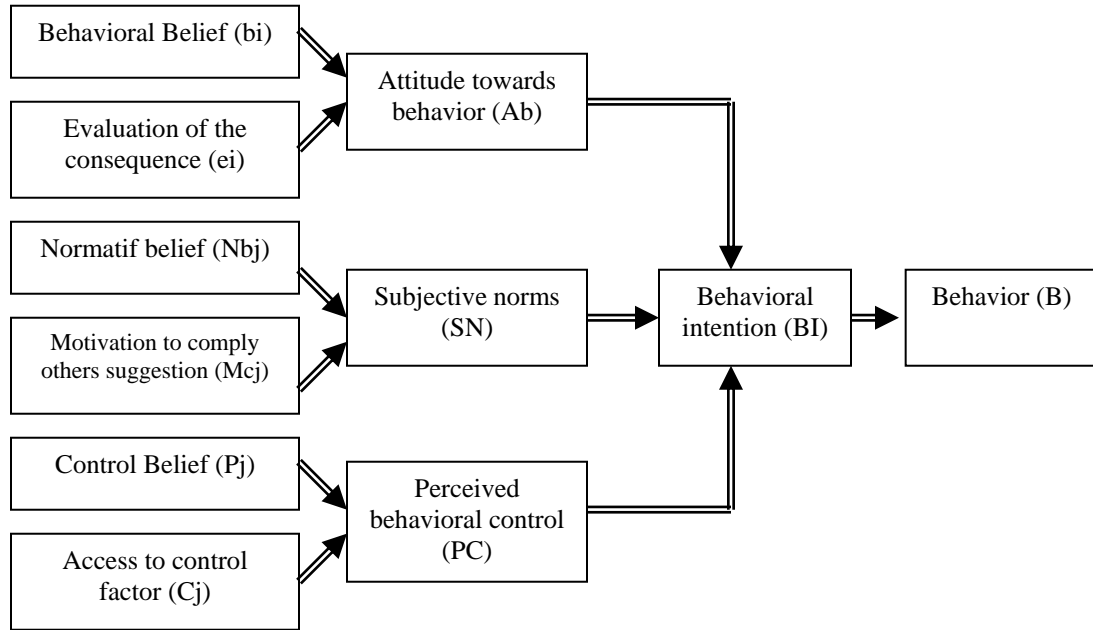 Behavioral Belief (bi)
Evaluation of the
consequence (ei)
Attitude towards
behavior (Ab)
Normatif belief (Nbj)
Motivation to comply
others suggestion (Mcj)
Subjective norms
(SN)
Behavioral
intention (BI)
Behavior (B)
Control Belief (Pj)
Access to control
factor (Cj)
Perceived
behavioral control
(PC)